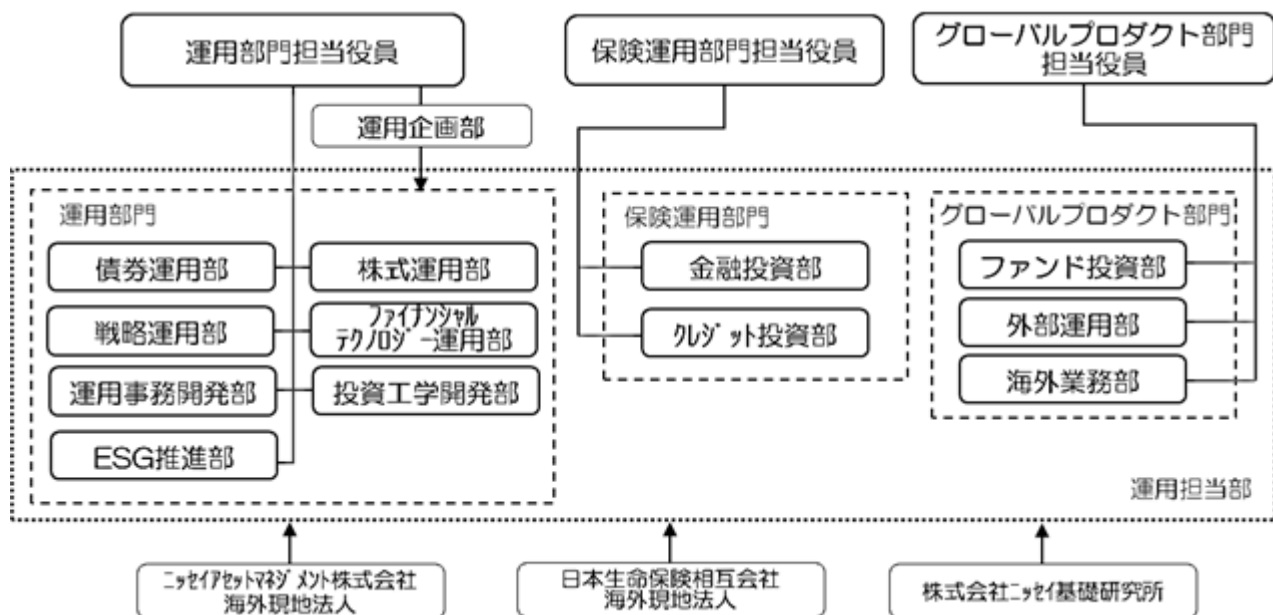 運用部門担当役員
保険運用部門担当役員
グローバルプロダクト部門
担当役員
運用企画部
運用部門
債券運用部
株式運用部
戦略運用部
ﾌｧｲﾅﾝｼｬﾙ
ﾃｸﾉﾛｼﾞｰ運用部
運用事務開発部
投資工学開発部
ESG推進部
保険運用部門
金融投資部
ｸﾚｼﾞｯﾄ投資部
グローバルプロダクト部門
ファンド投資部
外部運用部
海外業務部
運用担当部
ﾆｯｾｲｱｾｯﾄﾏﾈｼﾞﾒﾝﾄ株式会社
海外現地法人
日本生命保険相互会社
海外現地法人
株式会社ﾆｯｾｲ基礎研究所